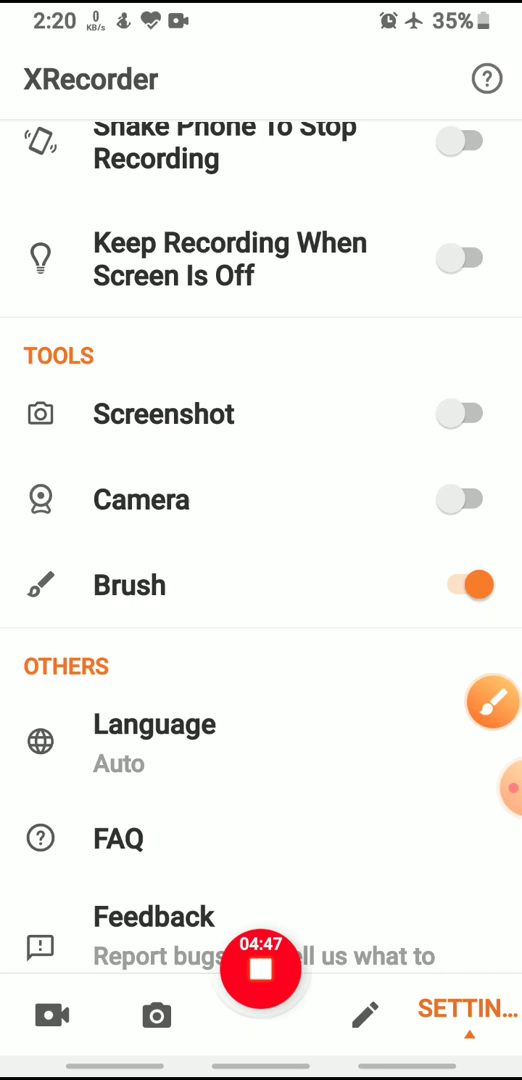 2:20 0 KB/s 35%
XRecorder
Shake Phone To Stop
Recording
Keep Recording When
Screen Is Off
TOOLS
Screenshot
Camera
Brush
OTHERS
Language
Auto
FAQ
Feedback
04:47
Report bugs ell us what to
SETTIN...